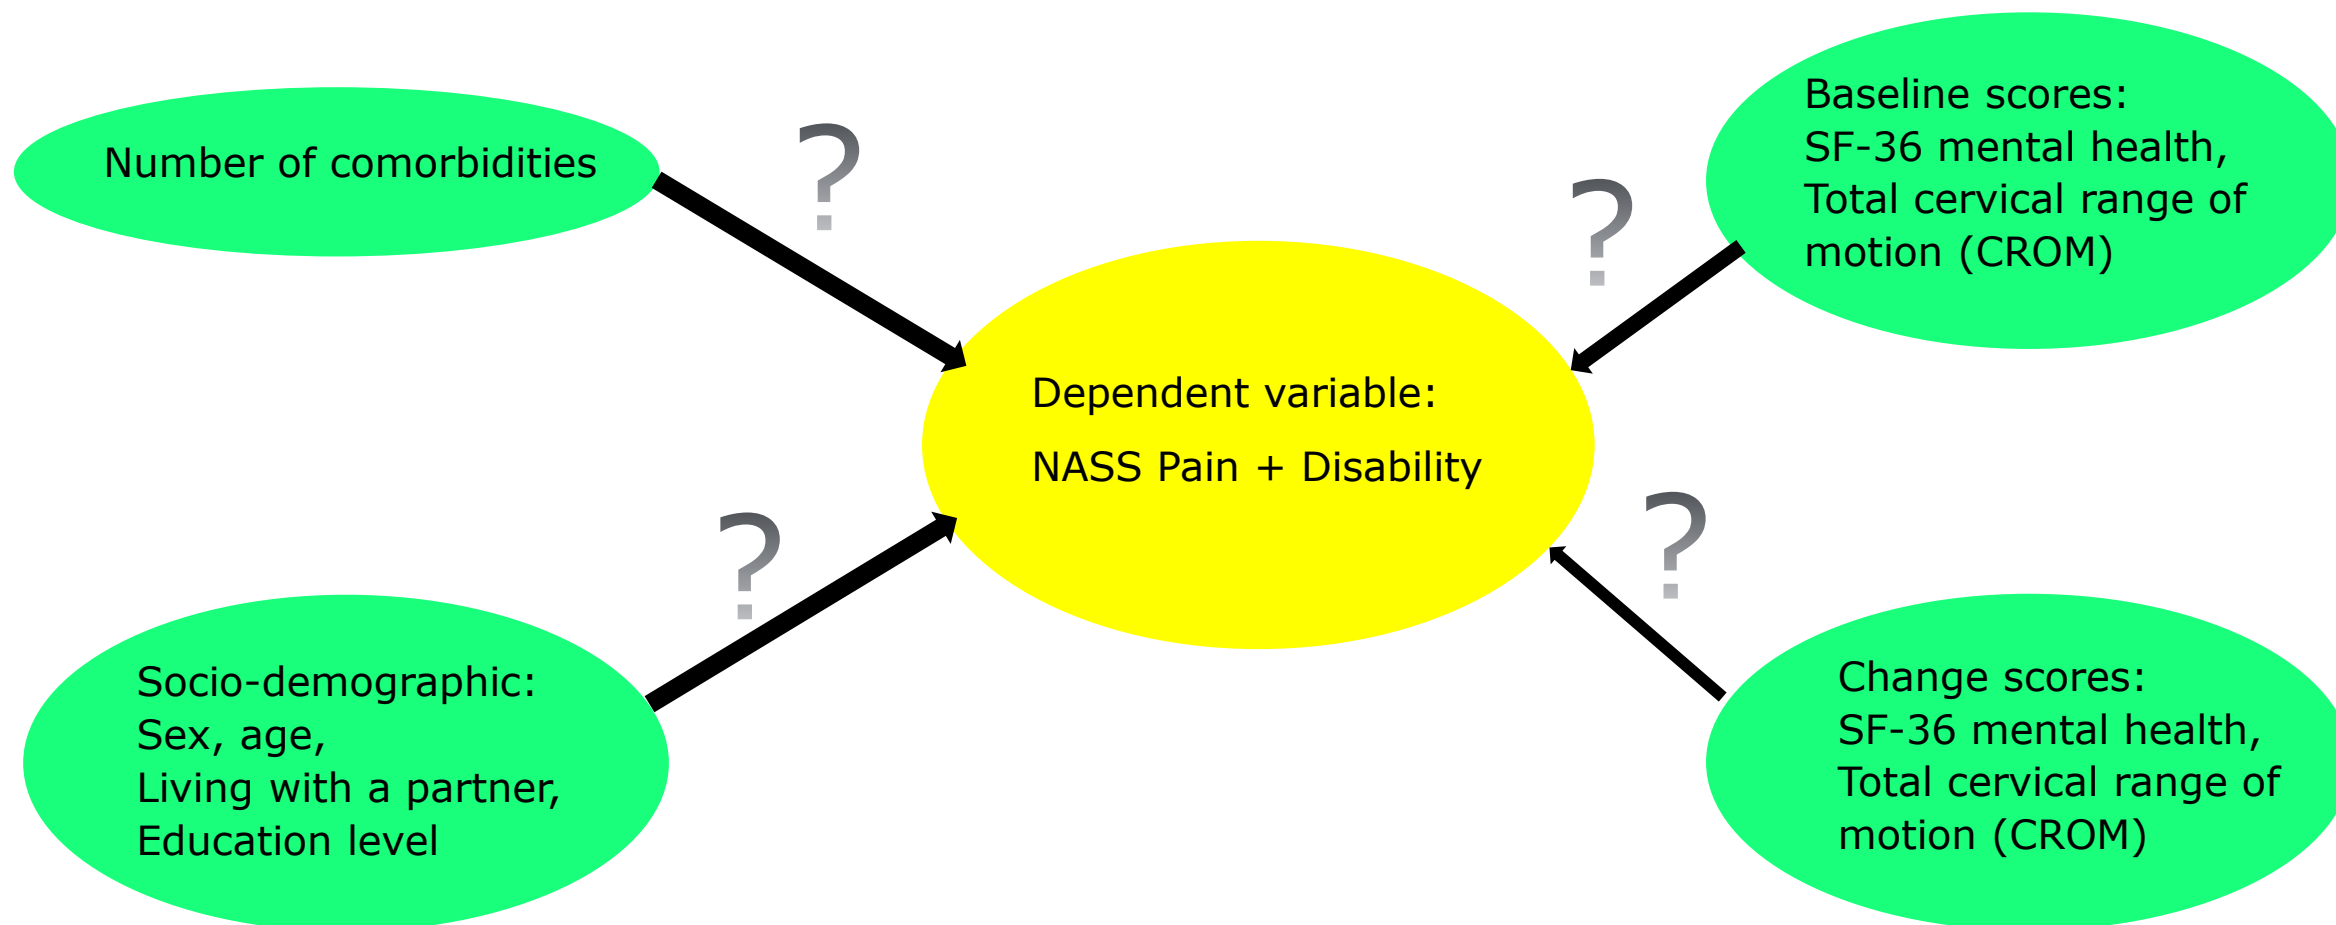 Number of comorbidities
?
Baseline scores:
SF-36 mental health,
Total cervical range of
motion (CROM)
?
Dependent variable:
NASS Pain + Disability
?
Socio-demographic:
Sex, age,
Living with a partner,
Education level
?
Change scores:
SF-36 mental health,
Total cervical range of
motion (CROM)